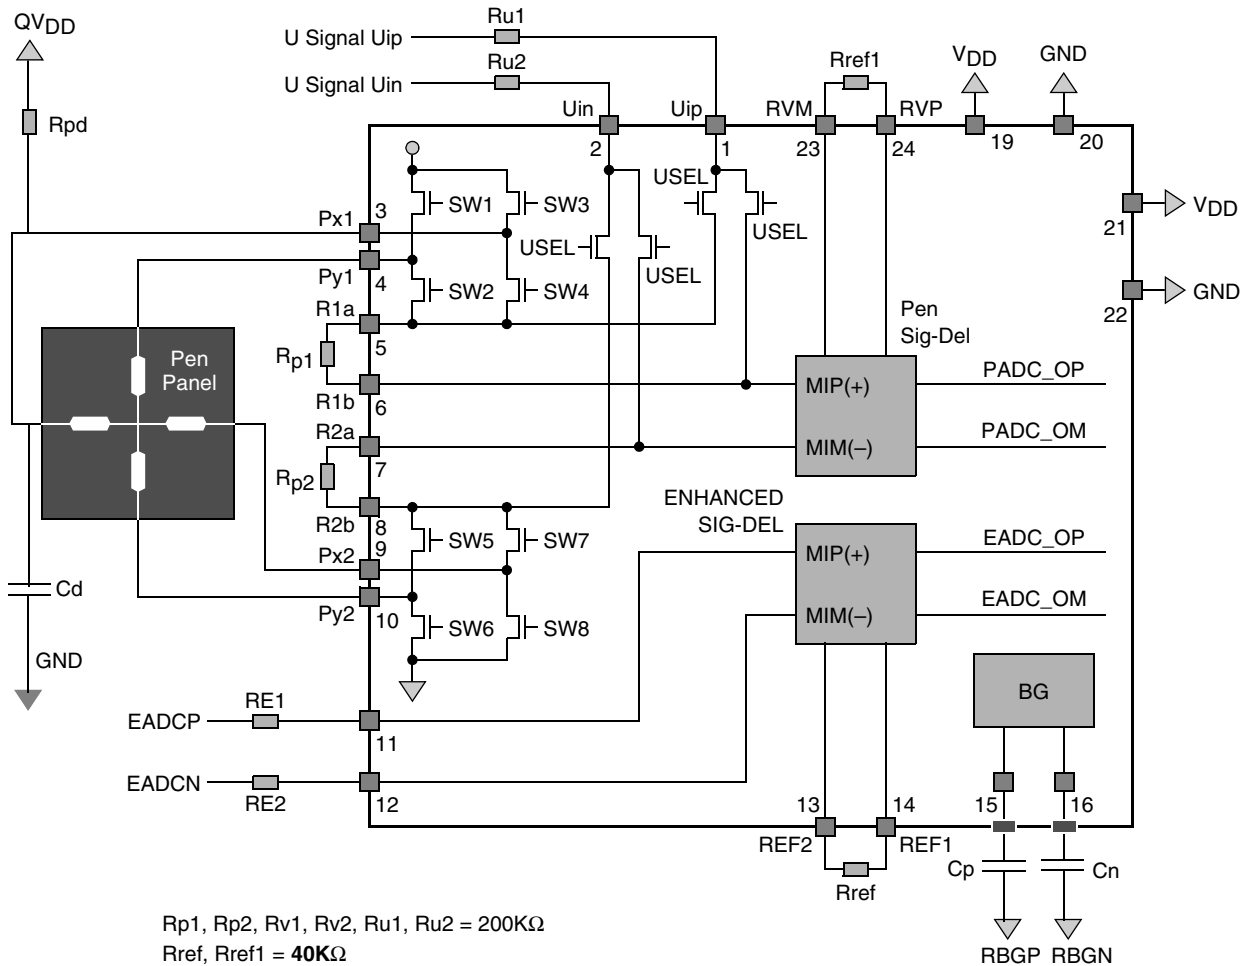 QVDD
Ru1
U Signal Uip
Ru2
U Signal Uin
Rref1
VDD
GND
Rpd
Uin
Uip
RVM
RVP
2
1
23
24
19
20
USEL
USEL
USEL
USEL
SW1
SW3
SW2
SW4
Px1
3
Py1
4
R1a
5
Rp1
R1b
6
R2a
7
Rp2
R2b
8
Px2
9
Py2
10
21
VDD
22
GND
Pen
Panel
Pen
Sig-Del
MIP(+)
MIM(–)
PADC_OP
PADC_OM
ENHANCED
SIG-DEL
MIP(+)
MIM(–)
EADC_OP
EADC_OM
SW5
SW7
SW6
SW8
Cd
GND
BG
EADCP
RE1
11
EADCN
RE2
12
13
14
15
16
REF2
REF1
Rref
Cp
Cn
RBGP
RBGN
Rp1, Rp2, Rv1, Rv2, Ru1, Ru2 = 200KΩ
Rref, Rref1 = 40KΩ